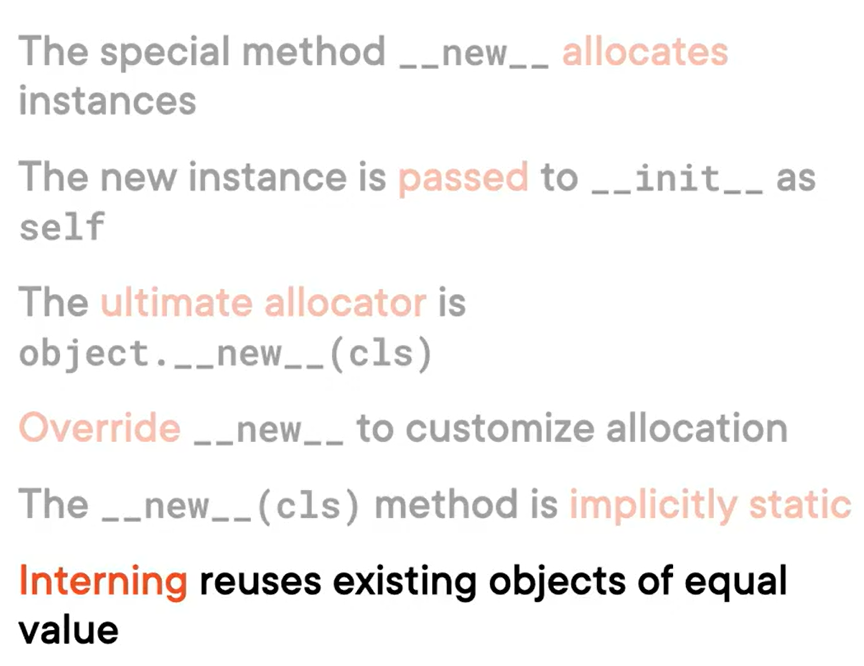 The special method __new__ allocates
instances
The new instance is passed to __init__ as
self
The ultimate allocator is
object.__new__(cls)
Override __new__ to customize allocation
The __new__(cls) method is implicitly static
Interning reuses existing objects of equal
value